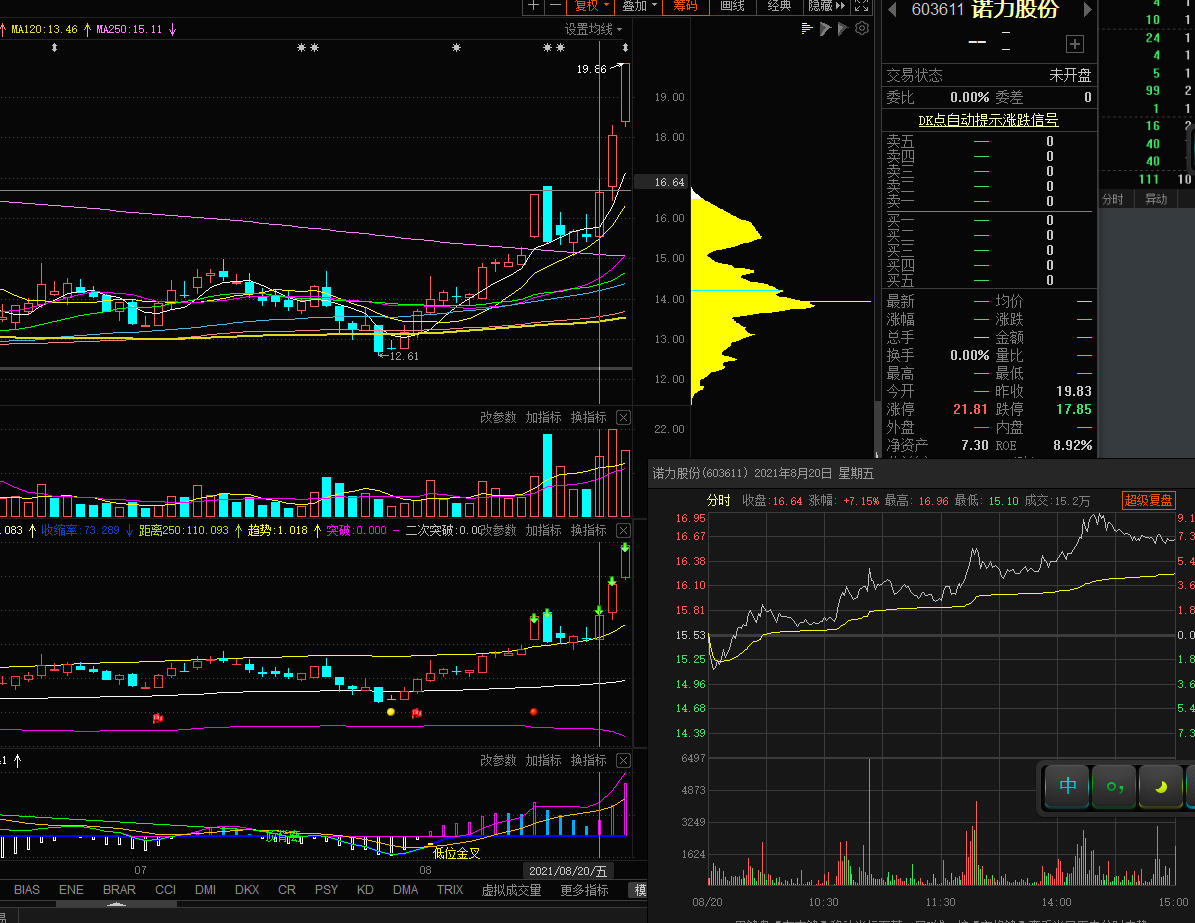 复权 叠加 筹码 画线 经典 隐藏
MA120:13.46 MA250:15.11
设置均线
19.86
19.00
18.00
16.64
16.00
15.00
14.00
13.00
12.00
12.61
改参数 加指标 换指标
22.00
.083 收缩率:73.289 距离250:110.093 趋势:1.018 突破:0.000 二次突破:0.00 改参数 加指标 换指标
改参数 加指标 换指标
低位金叉
07 08 2021/08/20/五
BIAS ENE BRAR CCI DMI DKX CR PSY KD DMA TRIX 虚拟成交量 更多指标 模
603611 诺力股份
交易状态 未开盘
委比 0.00% 委差 0
DK点自动提示涨跌信号
卖五 — 0
卖四 — 0
卖三 — 0
卖二 — 0
卖一 — 0
买一 — 0
买二 — 0
买三 — 0
买四 — 0
买五 — 0
最新 — 均价 —
涨幅 — 涨跌 —
总手 — 金额 —
换手 0.00% 量比 —
最高 — 最低 —
今开 — 昨收 19.83
涨停 21.81 跌停 17.85
外盘 — 内盘 —
净资产 7.30 ROE 8.92%
4 1
10 1
24 1
4 1
5 1
99 2
1 1
16 2
40
40
111 10
分时 异动
诺力股份(603611) 2021年8月20日 星期五
分时 收盘:16.64 涨幅:+7.15% 最高:16.96 最低:15.10 成交:15.2万 超级复盘
16.95 9.1
16.67 7.3
16.38 5.4
16.10 3.6
15.81 1.8
15.53 0.0
15.25 1.8
14.96 3.6
14.68 5.4
14.39 7.3
6497
4873
3249
1624
08/20 10:30 11:30 14:00 15:00
中